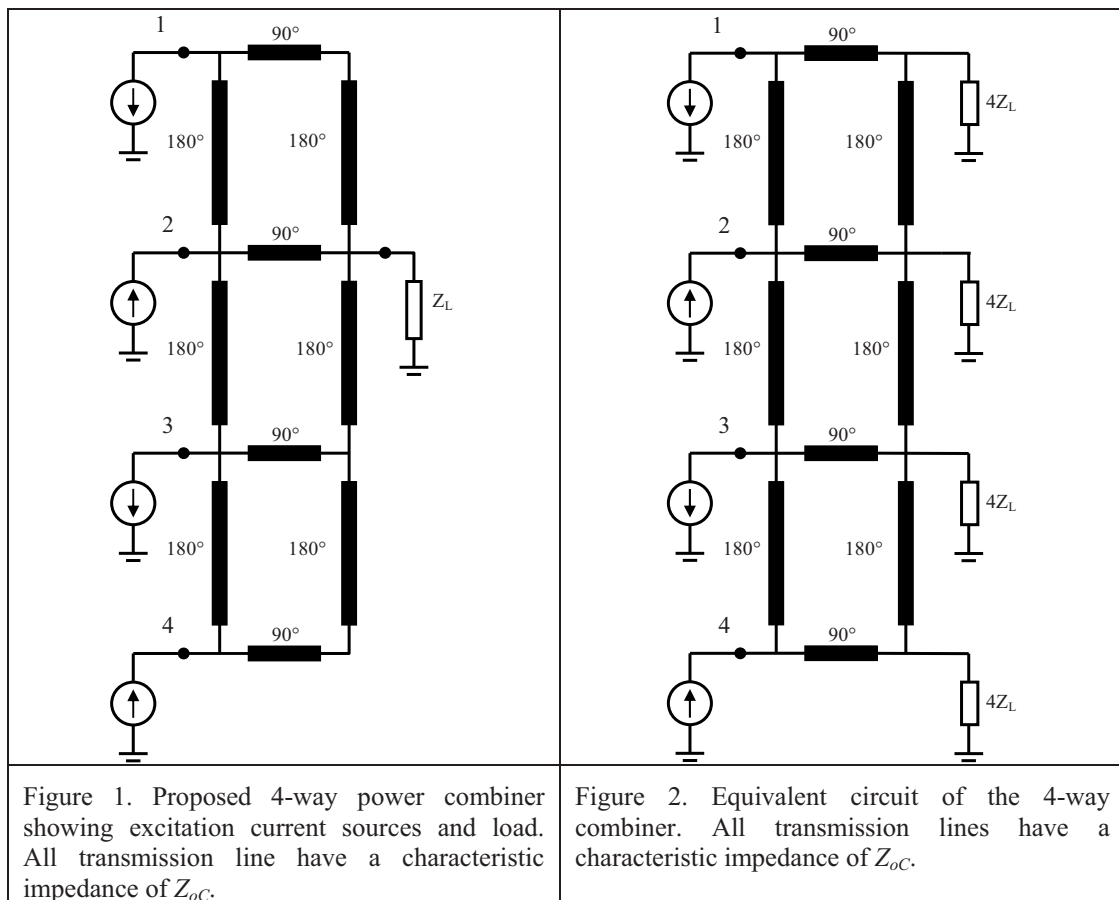 1
90°
180°
180°
2
90°
Z_L
180°
180°
3
90°
180°
180°
4
90°
Figure 1. Proposed 4-way power combiner
showing excitation current sources and load.
All transmission line have a characteristic
impedance of Z_oC.
1
90°
4Z_L
180°
180°
2
90°
4Z_L
180°
180°
3
90°
4Z_L
180°
180°
4
90°
4Z_L
Figure 2. Equivalent circuit of the 4-way
combiner. All transmission lines have a
characteristic impedance of Z_oC.